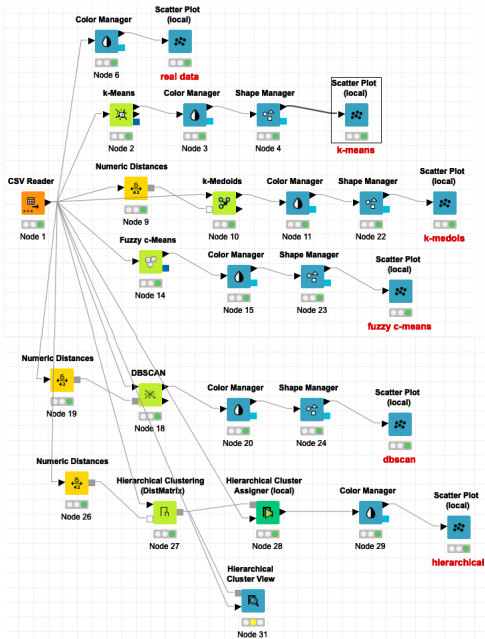 Color Manager
Node 6
Scatter Plot
(local)
real data
k-Means
Node 2
Color Manager
Node 3
Shape Manager
Node 4
Scatter Plot
(local)
k-means
CSV Reader
Node 1
Numeric Distances
Node 9
k-Medoids
Node 10
Color Manager
Node 11
Shape Manager
Node 22
Scatter Plot
(local)
k-medois
Fuzzy c-Means
Node 14
Color Manager
Node 15
Shape Manager
Node 23
Scatter Plot
(local)
fuzzy c-means
Numeric Distances
Node 19
DBSCAN
Node 18
Color Manager
Node 20
Shape Manager
Node 24
Scatter Plot
(local)
dbscan
Numeric Distances
Node 26
Hierarchical Clustering
(DistMatrix)
Node 27
Hierarchical Cluster
Assigner (local)
Node 28
Color Manager
Node 29
Scatter Plot
(local)
hierarchical
Hierarchical
Cluster View
Node 31